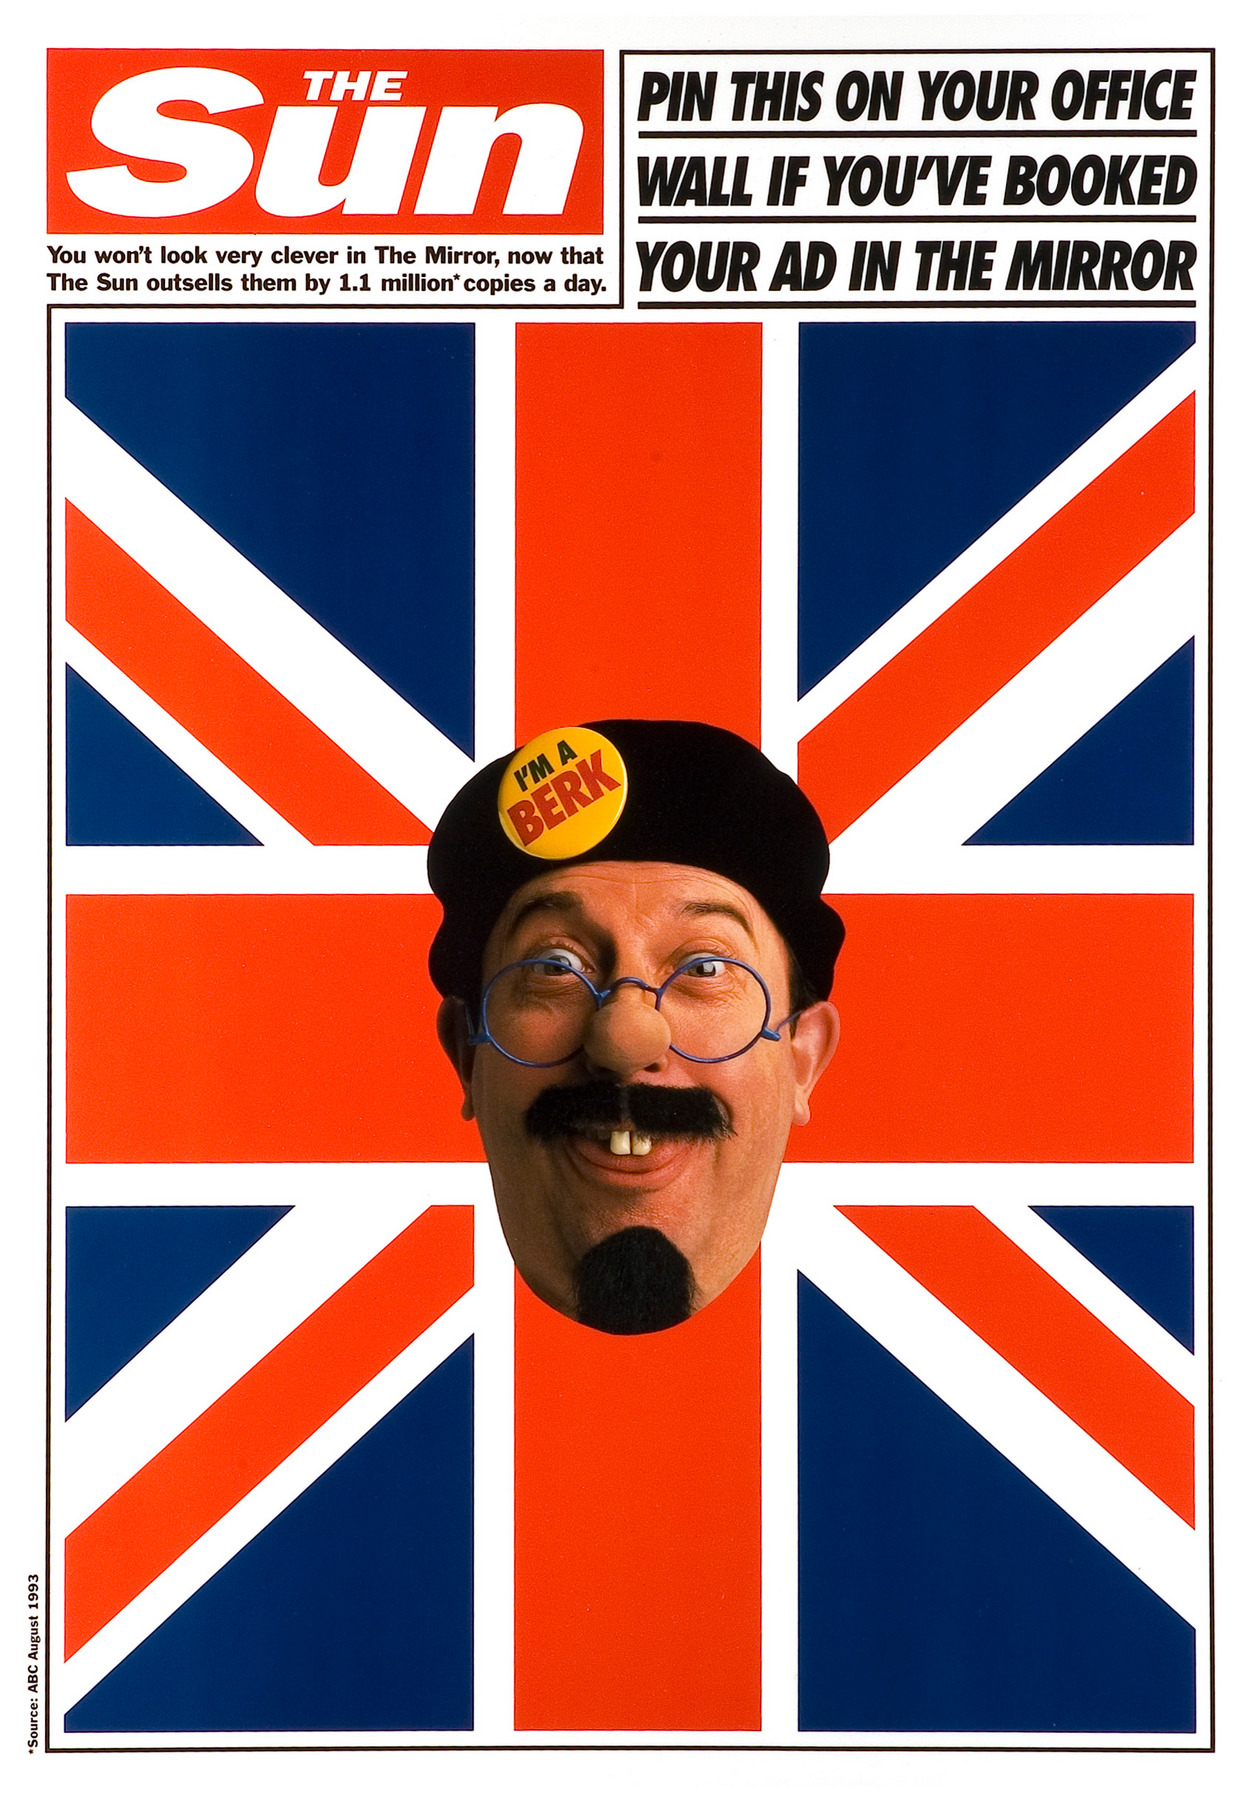 THE
Sun
You won't look very clever in The Mirror, now that
The Sun outsells them by 1.1 million* copies a day.
PIN THIS ON YOUR OFFICE
WALL IF YOU'VE BOOKED
YOUR AD IN THE MIRROR
I'M A
BERK
*Source: ABC August 1993